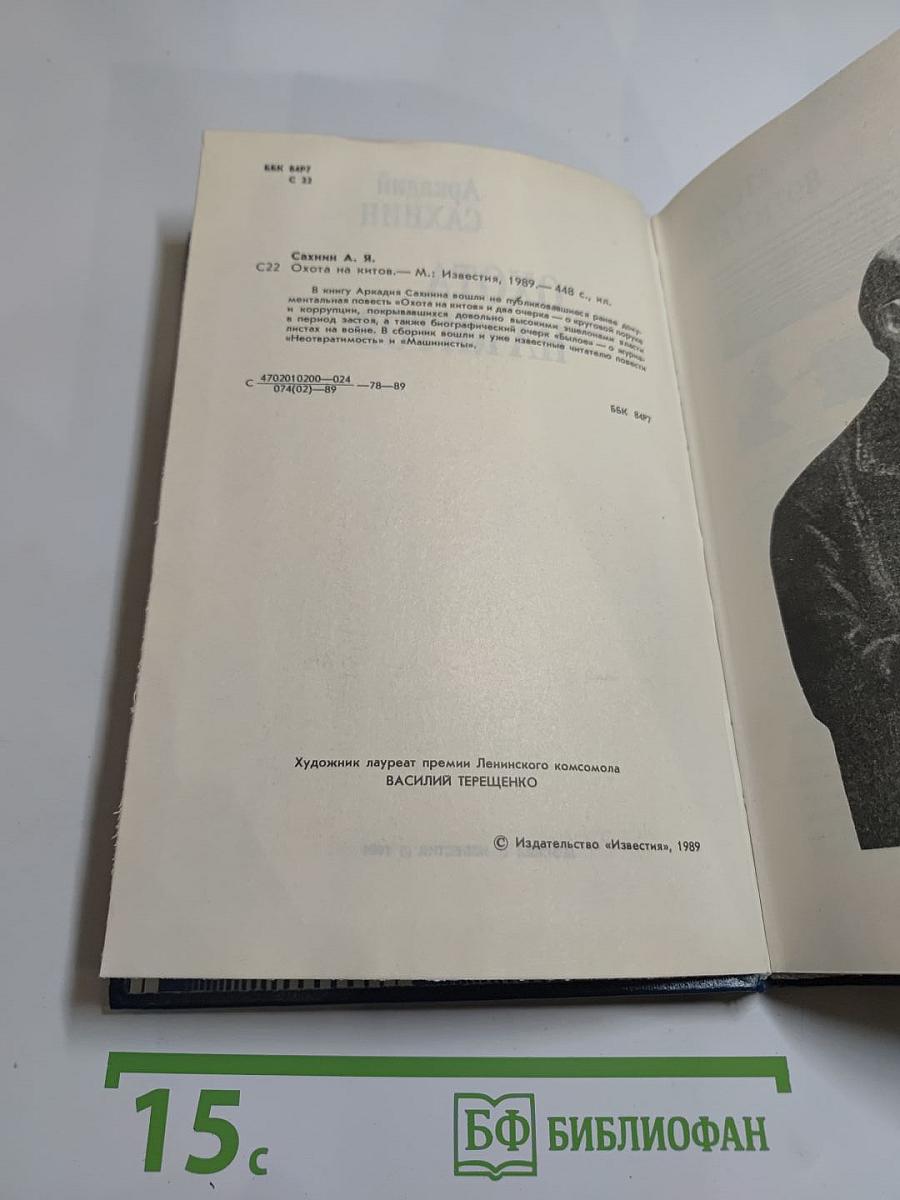 ББК 84Р7
С 22
Сахнин А. Я.
С22 Охота на китов.— М.: Известия, 1989.— 448 с., ил.
В книгу Аркадия Сахнина вошли не публиковавшиеся ранее доку-
ментальная повесть «Охота на китов» и два очерка — о круговой поруке
и коррупции, покрывавшихся довольно высокими эшелонами власти
в период застоя, а также биографический очерк «Былое» — о журна-
листах на войне. В сборник вошли и уже известные читателю повести
«Неотвратимость» и «Машинисты».
С 4702010200—024
074(02)—89 —78—89
ББК 84Р7
Художник лауреат премии Ленинского комсомола
ВАСИЛИЙ ТЕРЕЩЕНКО
© Издательство «Известия», 1989
15 с
БФ БИБЛИОФАН